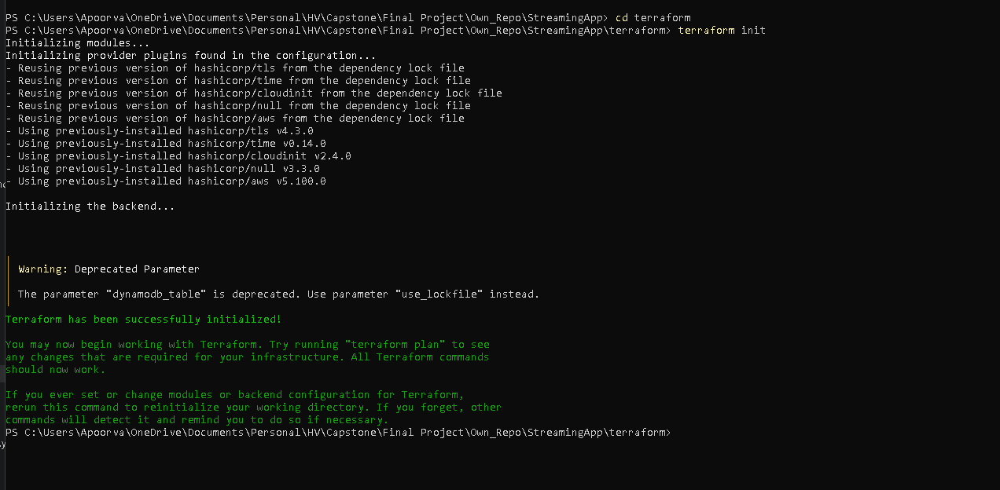 PS C:\Users\Apoorva\OneDrive\Documents\Personal\HV\Capstone\Final Project\Own_Repo\StreamingApp> cd terraform
PS C:\Users\Apoorva\OneDrive\Documents\Personal\HV\Capstone\Final Project\Own_Repo\StreamingApp\terraform> terraform init
Initializing modules...
Initializing provider plugins found in the configuration...
- Reusing previous version of hashicorp/tls from the dependency lock file
- Reusing previous version of hashicorp/time from the dependency lock file
- Reusing previous version of hashicorp/cloudinit from the dependency lock file
- Reusing previous version of hashicorp/null from the dependency lock file
- Reusing previous version of hashicorp/aws from the dependency lock file
- Using previously-installed hashicorp/tls v4.3.0
- Using previously-installed hashicorp/time v0.14.0
- Using previously-installed hashicorp/cloudinit v2.4.0
- Using previously-installed hashicorp/null v3.3.0
- Using previously-installed hashicorp/aws v5.100.0
Initializing the backend...
Warning: Deprecated Parameter
The parameter "dynamodb_table" is deprecated. Use parameter "use_lockfile" instead.
Terraform has been successfully initialized!
You may now begin working with Terraform. Try running "terraform plan" to see
any changes that are required for your infrastructure. All Terraform commands
should now work.
If you ever set or change modules or backend configuration for Terraform,
rerun this command to reinitialize your working directory. If you forget, other
commands will detect it and remind you to do so if necessary.
PS C:\Users\Apoorva\OneDrive\Documents\Personal\HV\Capstone\Final Project\Own_Repo\StreamingApp\terraform>